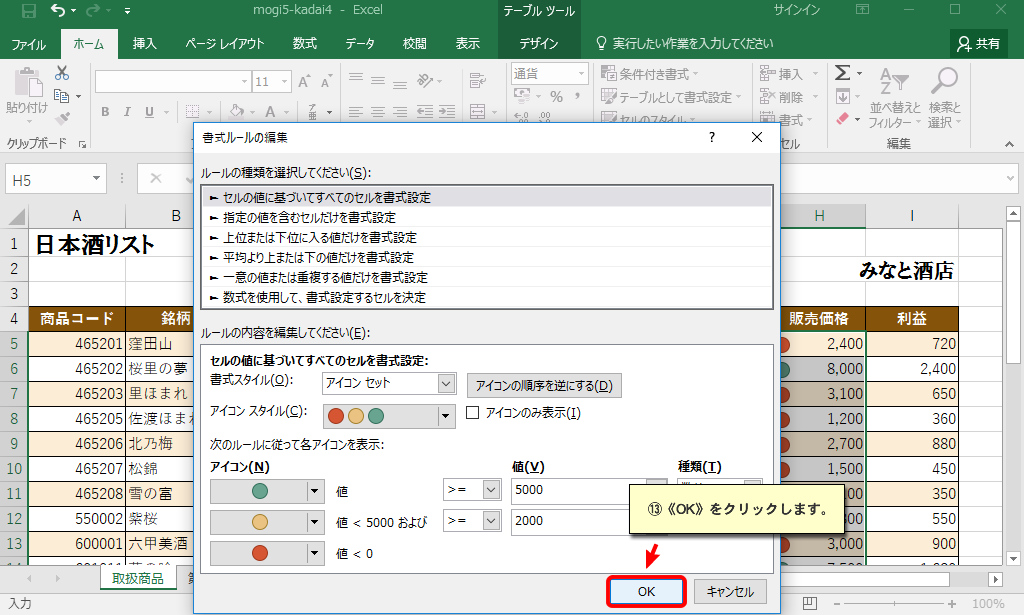 mogi5-kadai4 - Excel
テーブル ツール
サインイン
ファイル
ホーム
挿入
ページ レイアウト
数式
データ
校閲
表示
デザイン
実行したい作業を入力してください
共有
貼り付け
クリップボード
11
B I U
A
通貨
%
条件付き書式
テーブルとして書式設定
セルのスタイル
挿入
削除
書式
セル
並べ替えと
フィルター
検索と
選択
編集
H5
書式ルールの編集
?
ルールの種類を選択してください(S):
► セルの値に基づいてすべてのセルを書式設定
► 指定の値を含むセルだけを書式設定
► 上位または下位に入る値だけを書式設定
► 平均より上または下の値だけを書式設定
► 一意の値または重複する値だけを書式設定
► 数式を使用して、書式設定するセルを決定
ルールの内容を編集してください(E):
セルの値に基づいてすべてのセルを書式設定:
書式スタイル(O):
アイコン セット
アイコンの順序を逆にする(D)
アイコン スタイル(C):
アイコンのみ表示(I)
次のルールに従って各アイコンを表示:
アイコン(N)
値(V)
種類(T)
値
>=
5000
値 < 5000 および
>=
2000
値 < 0
⑬《OK》をクリックします。
OK
キャンセル
A B H I
1 日本酒リスト
2 みなと酒店
3
4 商品コード 銘柄 販売価格 利益
5 465201 窪田山 2,400 720
6 465202 桜里の夢 8,000 2,400
7 465203 里ほまれ 3,100 650
8 465205 佐渡ほまれ 1,200 360
9 465206 北乃梅 2,700 880
10 465207 松錦 1,500 450
11 465208 雪の富 350
12 550002 紫桜 550
13 600001 六甲美酒 3,000 900
取扱商品
入力
100%